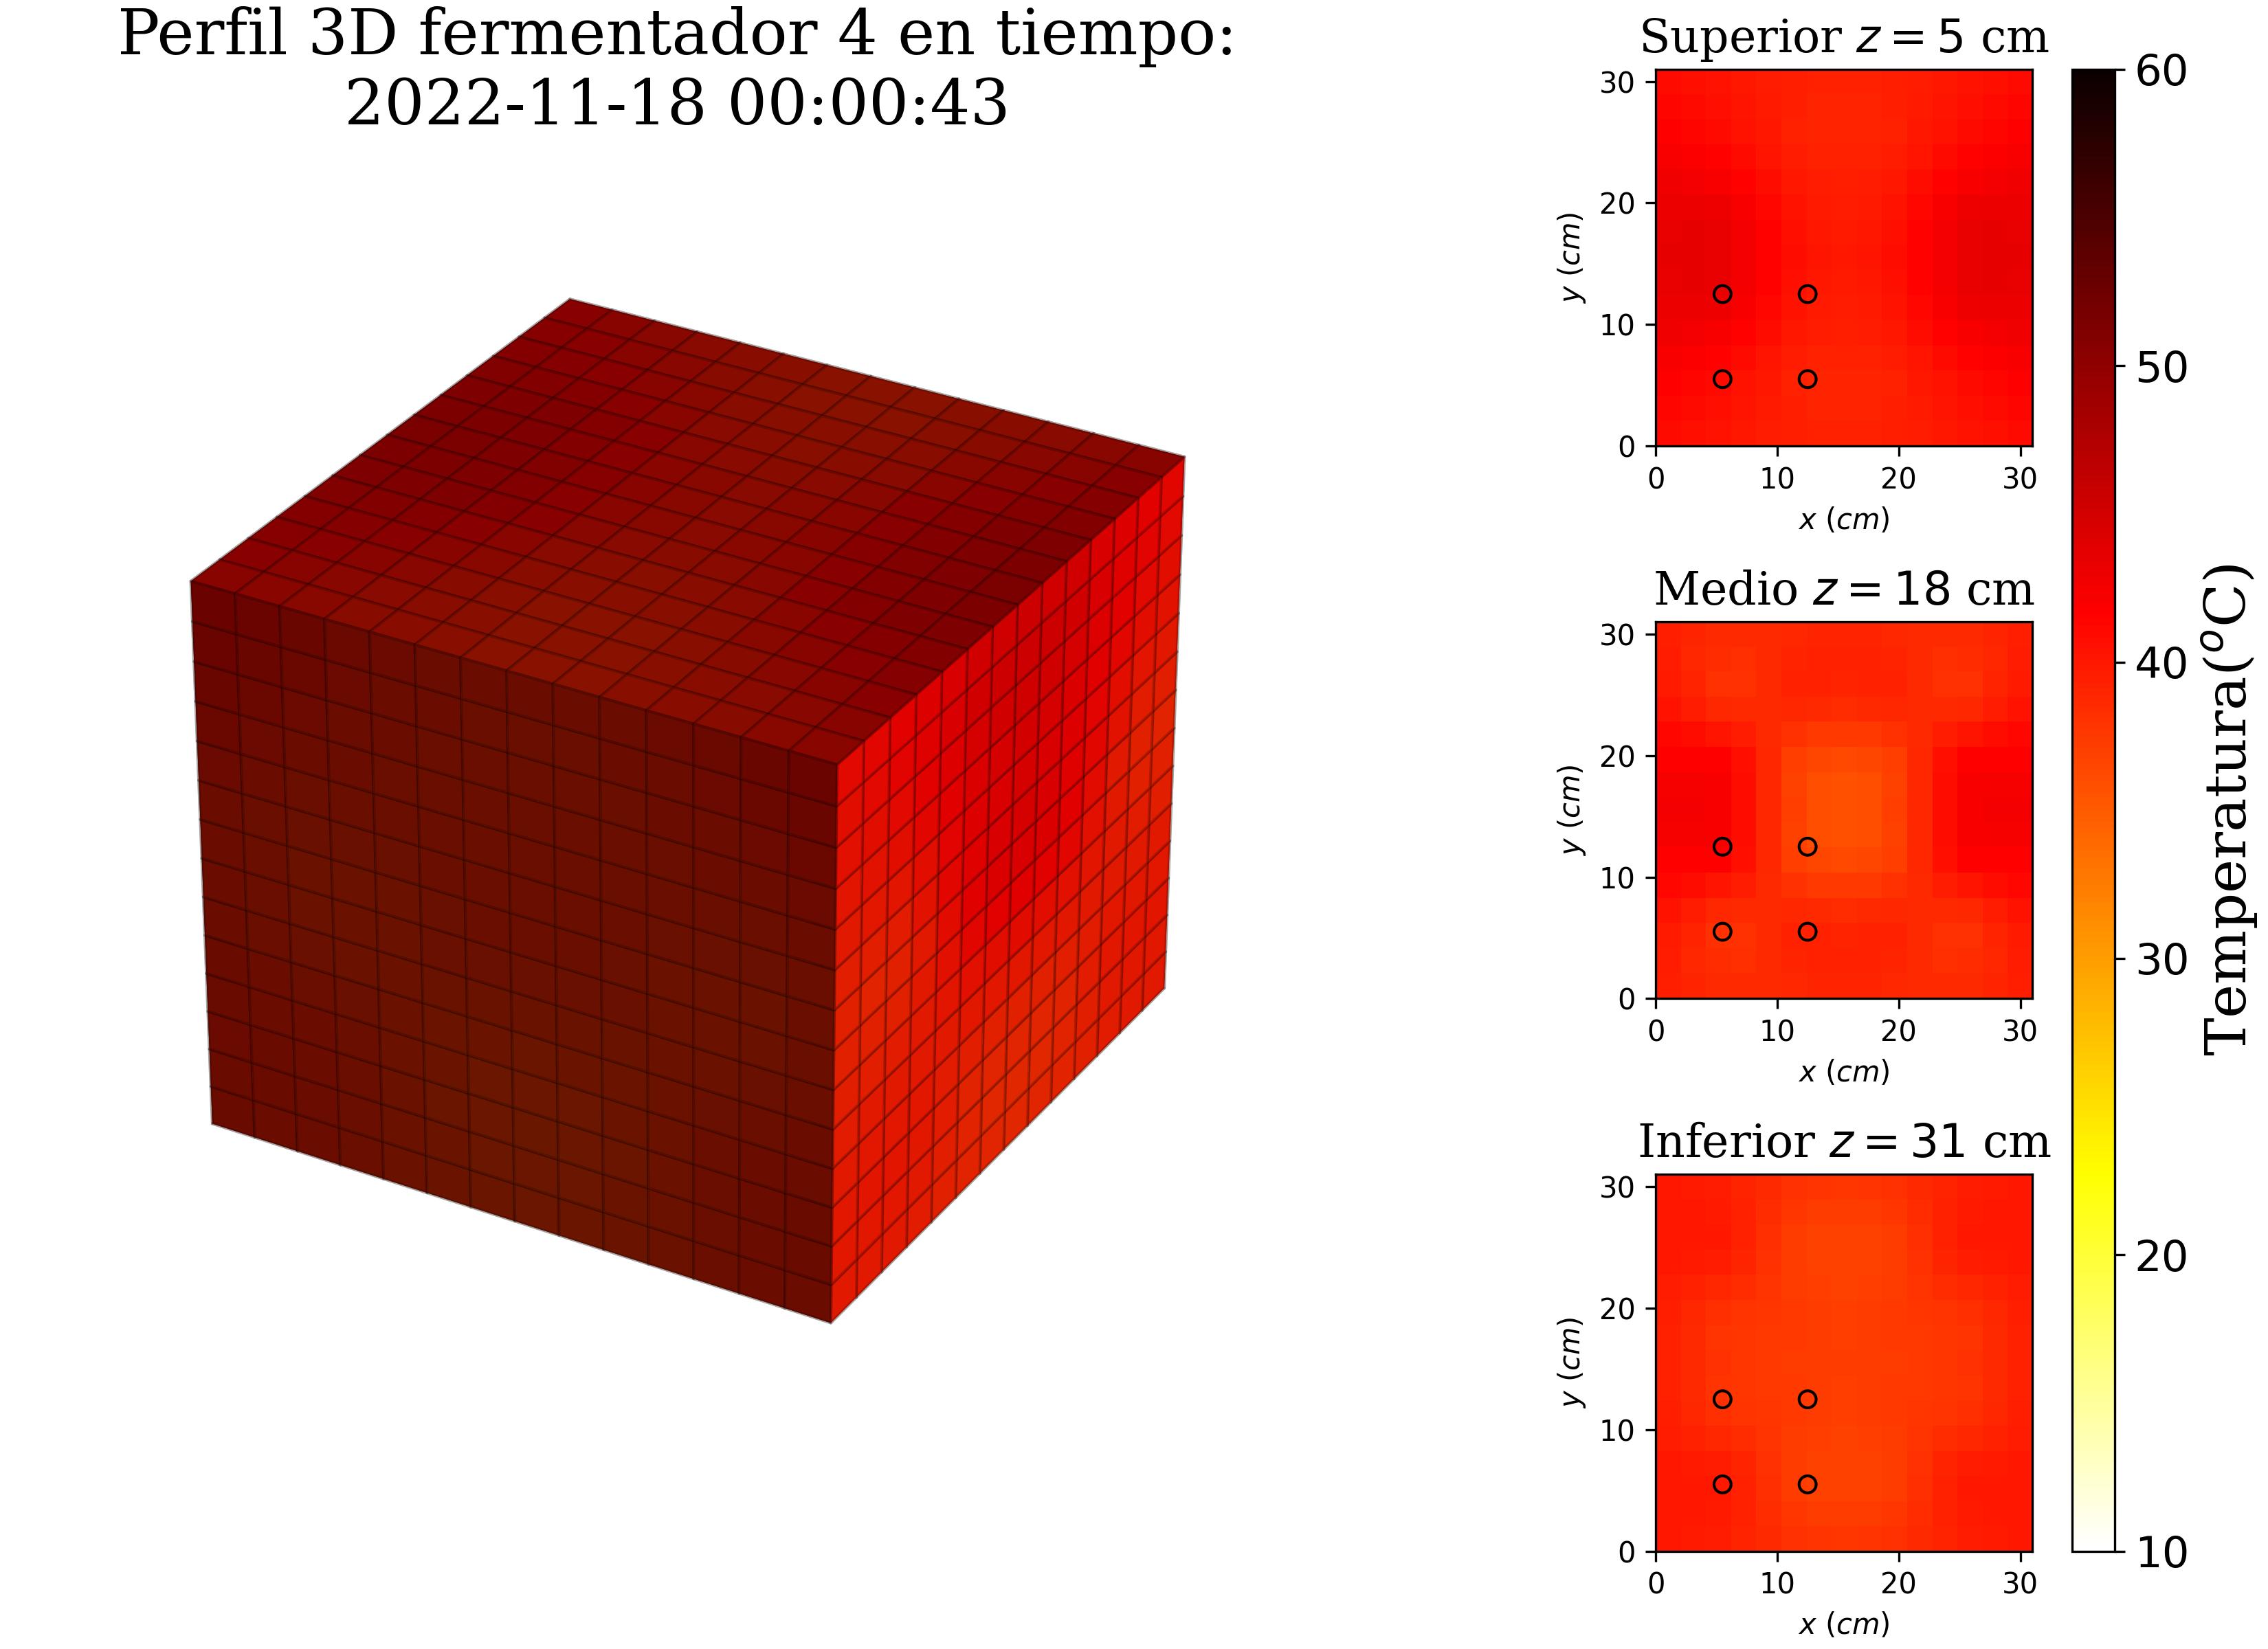 Perfil 3D fermentador 4 en tiempo:
2022-11-18 00:00:43
Superior z = 5 cm
30
20
10
0
y (cm)
0 10 20 30
x (cm)
Medio z = 18 cm
30
20
10
0
y (cm)
0 10 20 30
x (cm)
Inferior z = 31 cm
30
20
10
0
y (cm)
0 10 20 30
x (cm)
60
50
40
30
20
10
Temperatura(°C)